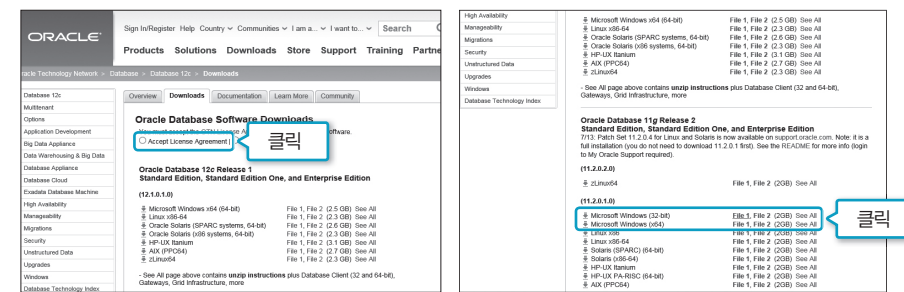 ORACLE
Sign In/Register Help Country Communities I am a... I want to... Search
Products Solutions Downloads Store Support Training Partne
racle Technology Network > Database > Database 12c > Downloads
Database 12c
Multitenant
Options
Application Development
Big Data Appliance
Data Warehousing & Big Data
Database Appliance
Database Cloud
Exadata Database Machine
High Availability
Manageability
Migrations
Security
Unstructured Data
Upgrades
Windows
Database Technology Index
Overview Downloads Documentation Learn More Community
Oracle Database Software Downloads
You must accept the OTN License A oftware.
Accept License Agreement |
클릭
Oracle Database 12c Release 1
Standard Edition, Standard Edition One, and Enterprise Edition
(12.1.0.1.0)
Microsoft Windows x64 (64-bit) File 1, File 2 (2.5 GB) See All
Linux x86-64 File 1, File 2 (2.3 GB) See All
Oracle Solaris (SPARC systems, 64-bit) File 1, File 2 (2.6 GB) See All
Oracle Solaris (x86 systems, 64-bit) File 1, File 2 (2.3 GB) See All
HP-UX Itanium File 1, File 2 (3.1 GB) See All
AIX (PPC64) File 1, File 2 (2.7 GB) See All
zLinux64 File 1, File 2 (2.3 GB) See All
- See All page above contains unzip instructions plus Database Client (32 and 64-bit),
Gateways, Grid Infrastructure, more
High Availability
Manageability
Migrations
Security
Unstructured Data
Upgrades
Windows
Database Technology Index
Microsoft Windows x64 (64-bit) File 1, File 2 (2.5 GB) See All
Linux x86-64 File 1, File 2 (2.3 GB) See All
Oracle Solaris (SPARC systems, 64-bit) File 1, File 2 (2.6 GB) See All
Oracle Solaris (x86 systems, 64-bit) File 1, File 2 (2.3 GB) See All
HP-UX Itanium File 1, File 2 (3.1 GB) See All
AIX (PPC64) File 1, File 2 (2.7 GB) See All
zLinux64 File 1, File 2 (2.3 GB) See All
- See All page above contains unzip instructions plus Database Client (32 and 64-bit),
Gateways, Grid Infrastructure, more
Oracle Database 11g Release 2
Standard Edition, Standard Edition One, and Enterprise Edition
7/13: Patch Set 11.2.0.4 for Linux and Solaris is now available on support.oracle.com. Note: it is a
full installation (you do not need to download 11.2.0.1 first). See the README for more info (login
to My Oracle Support required).
(11.2.0.2.0)
zLinux64 File 1, File 2 (2GB) See All
(11.2.0.1.0)
Microsoft Windows (32-bit) File 1, File 2 (2GB) See All
Microsoft Windows (x64) File 1, File 2 (2GB) See All
클릭
Linux x86 File 1, File 2 (2GB) See All
Linux x86-64 File 1, File 2 (2GB) See All
Solaris (SPARC) (64-bit) File 1, File 2 (2GB) See All
Solaris (x86-64) File 1, File 2 (2GB) See All
HP-UX Itanium File 1, File 2 (2GB) See All
HP-UX PA-RISC (64-bit) File 1, File 2 (2GB) See All
AIX (PPC64) File 1, File 2 (2GB) See All